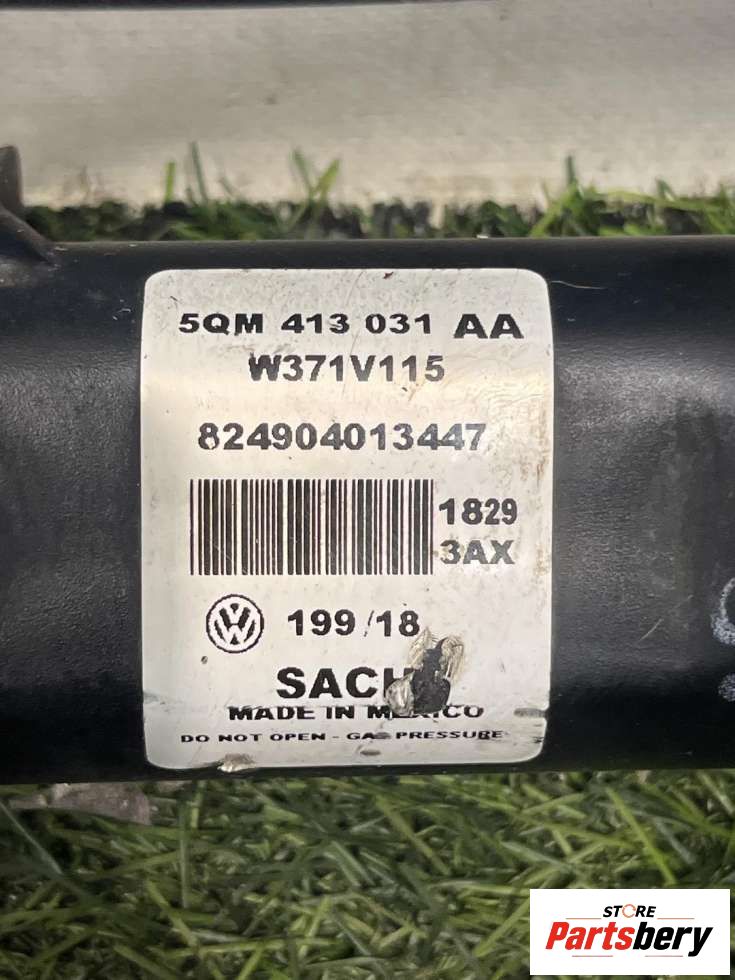 5QM 413 031 AA
W371V115
824904013447
1829
3AX
199/18
MADE IN MEXICO
DO NOT OPEN - GAS PRESSURE
STORE
Partsbery